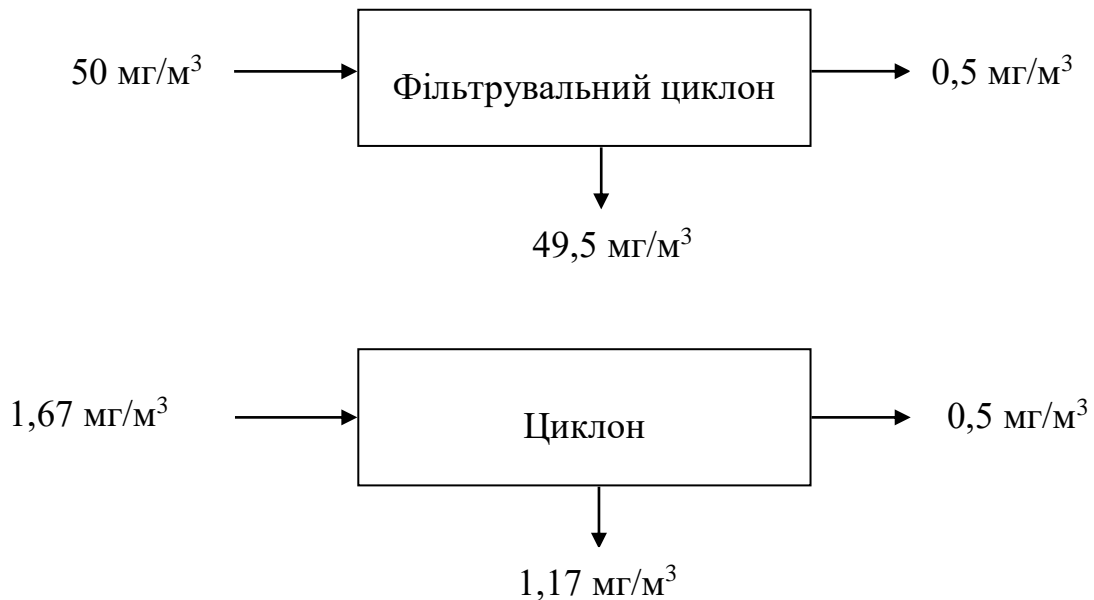 50 мг/м³
Фільтрувальний циклон
0,5 мг/м³
49,5 мг/м³
1,67 мг/м³
Циклон
0,5 мг/м³
1,17 мг/м³